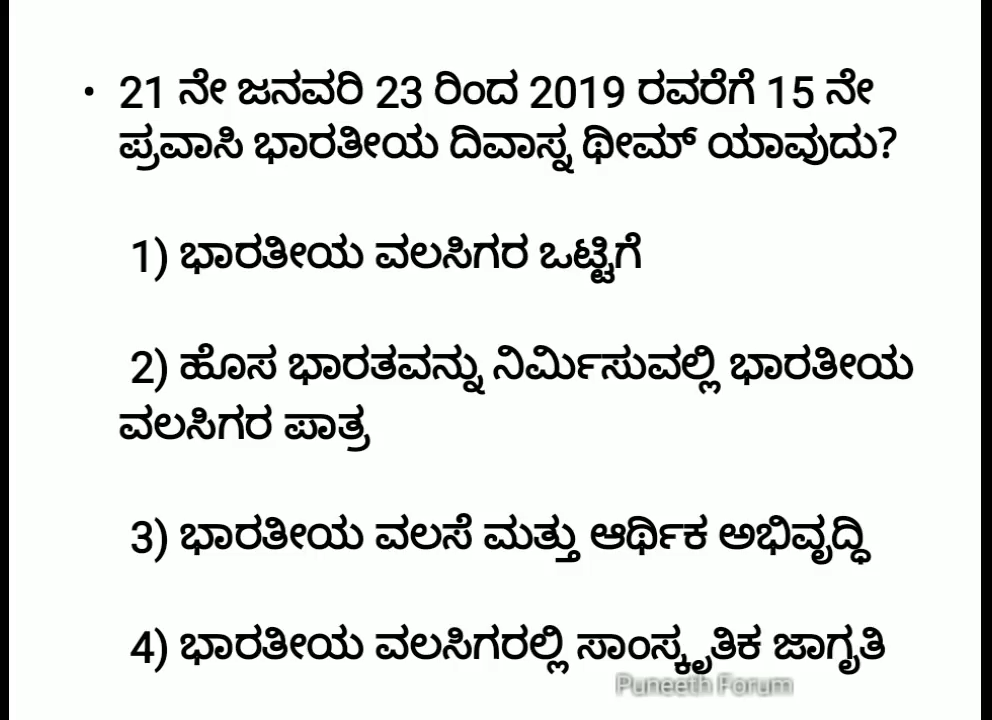 • 21 ನೇ ಜನವರಿ 23 ರಿಂದ 2019 ರವರೆಗೆ 15 ನೇ
ಪ್ರವಾಸಿ ಭಾರತೀಯ ದಿವಾಸ್ನ ಥೀಮ್ ಯಾವುದು?
1) ಭಾರತೀಯ ವಲಸಿಗರ ಒಟ್ಟಿಗೆ
2) ಹೊಸ ಭಾರತವನ್ನು ನಿರ್ಮಿಸುವಲ್ಲಿ ಭಾರತೀಯ
ವಲಸಿಗರ ಪಾತ್ರ
3) ಭಾರತೀಯ ವಲಸೆ ಮತ್ತು ಆರ್ಥಿಕ ಅಭಿವೃದ್ಧಿ
4) ಭಾರತೀಯ ವಲಸಿಗರಲ್ಲಿ ಸಾಂಸ್ಕೃತಿಕ ಜಾಗೃತಿ
Puneeth Forum